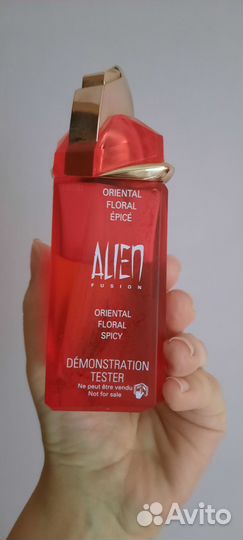 ORIENTAL
FLORAL
ÉPICÉ
ALIEN
FUSION
ORIENTAL
FLORAL
SPICY
DÉMONSTRATION
TESTER
Ne peut être vendu
Not for sale
Avito